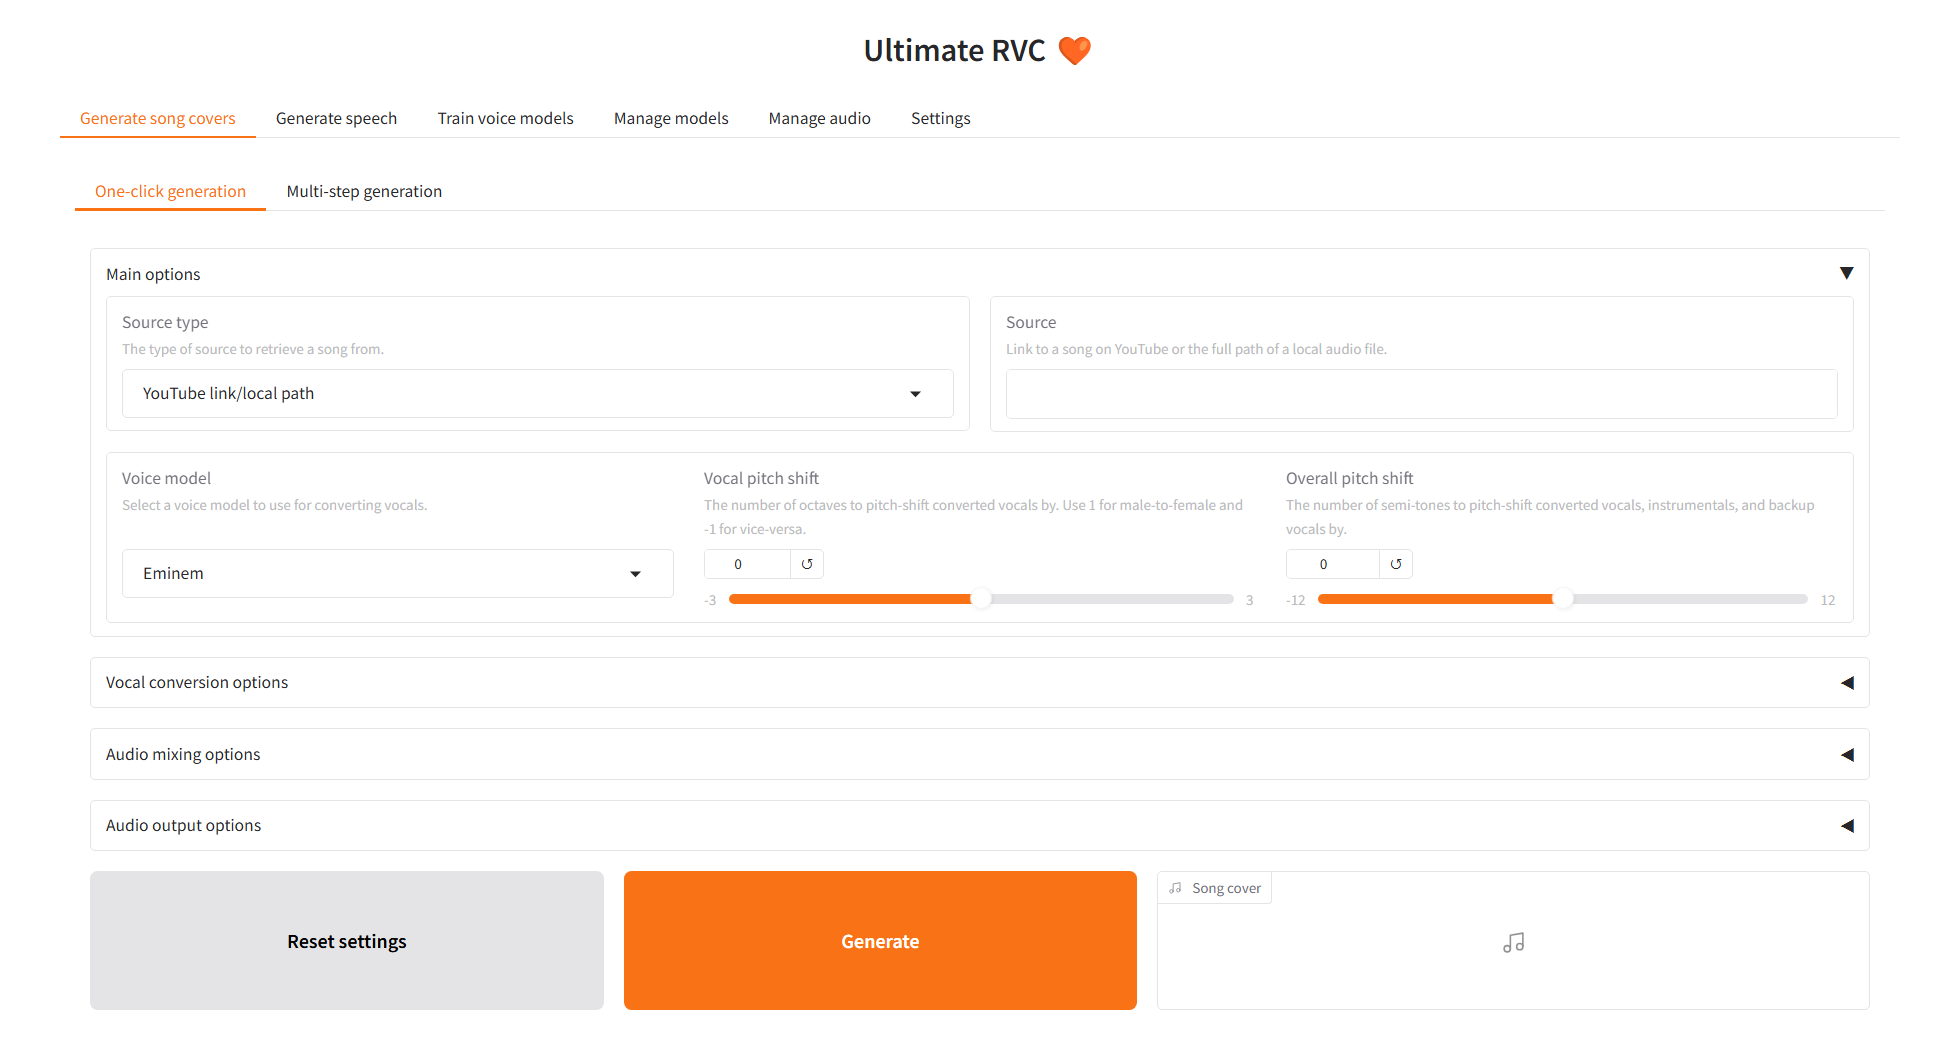 Ultimate RVC 🧡
Generate song covers
Generate speech
Train voice models
Manage models
Manage audio
Settings
One-click generation
Multi-step generation
Main options
Source type
The type of source to retrieve a song from.
YouTube link/local path
Source
Link to a song on YouTube or the full path of a local audio file.
Voice model
Select a voice model to use for converting vocals.
Eminem
Vocal pitch shift
The number of octaves to pitch-shift converted vocals by. Use 1 for male-to-female and
-1 for vice-versa.
0
-3
3
Overall pitch shift
The number of semi-tones to pitch-shift converted vocals, instrumentals, and backup
vocals by.
0
-12
12
Vocal conversion options
Audio mixing options
Audio output options
Reset settings
Generate
Song cover